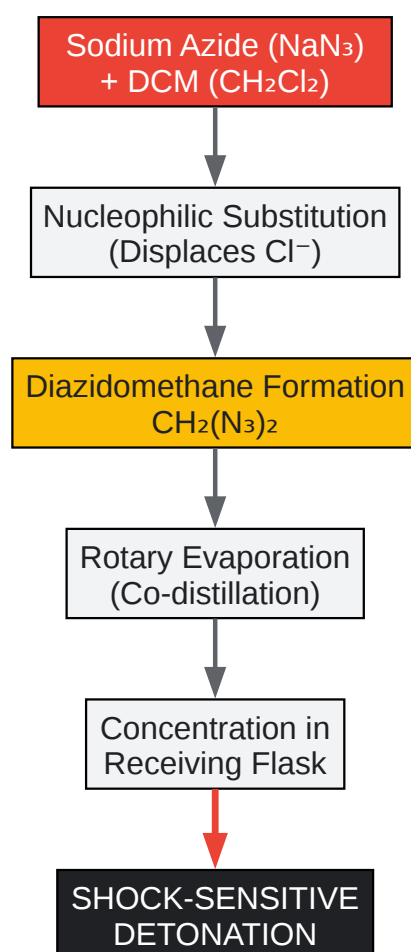 Sodium Azide (NaN₃)
+ DCM (CH₂Cl₂)
Nucleophilic Substitution
(Displaces Cl⁻)
Diazidomethane Formation
CH₂(N₃)₂
Rotary Evaporation
(Co-distillation)
Concentration in
Receiving Flask
SHOCK-SENSITIVE
DETONATION